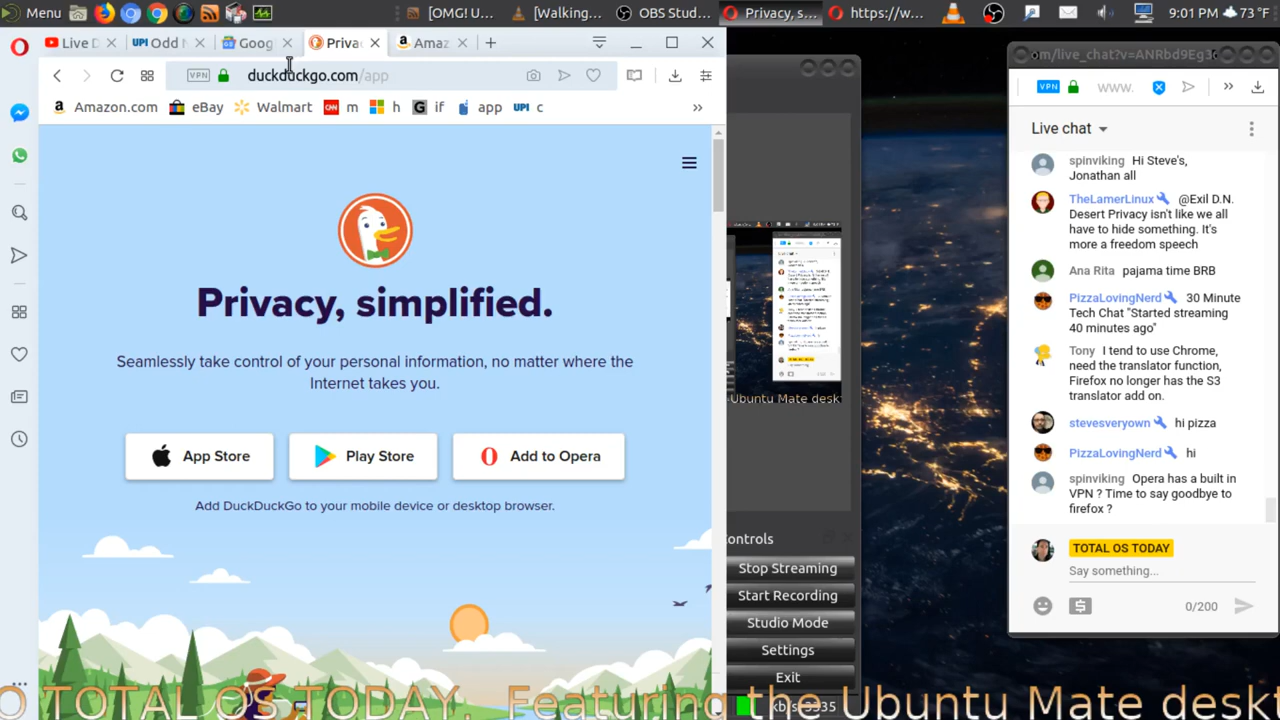 Menu
[OMG! U...
[Walking...
OBS Stud...
Privacy, s...
https://w...
9:01 PM
73 °F
Live D
UPI Odd N
Goog
Priva
Amaz
VPN
duckduckgo.com/app
Amazon.com
eBay
Walmart
CNN m
h
G if
app
UPI c
»
Privacy, simplified
Seamlessly take control of your personal information, no matter where the
Internet takes you.
App Store
Play Store
Add to Opera
Add DuckDuckGo to your mobile device or desktop browser.
Ubuntu Mate desk
Controls
Stop Streaming
Start Recording
Studio Mode
Settings
Exit
om/live_chat?v=ANRbd9Eg3
VPN
www.
»
Live chat
spinviking Hi Steve's,
Jonathan all
TheLamerLinux @Exil D.N.
Desert Privacy isn't like we all
have to hide something. It's
more a freedom speech
Ana Rita pajama time BRB
PizzaLovingNerd 30 Minute
Tech Chat "Started streaming
40 minutes ago"
Tony I tend to use Chrome,
need the translator function,
Firefox no longer has the S3
translator add on.
stevesveryown hi pizza
PizzaLovingNerd hi
spinviking Opera has a built in
VPN ? Time to say goodbye to
firefox ?
TOTAL OS TODAY
Say something...
0/200
O TOTAL OS TODAY. Featuring the Ubuntu Mate desk